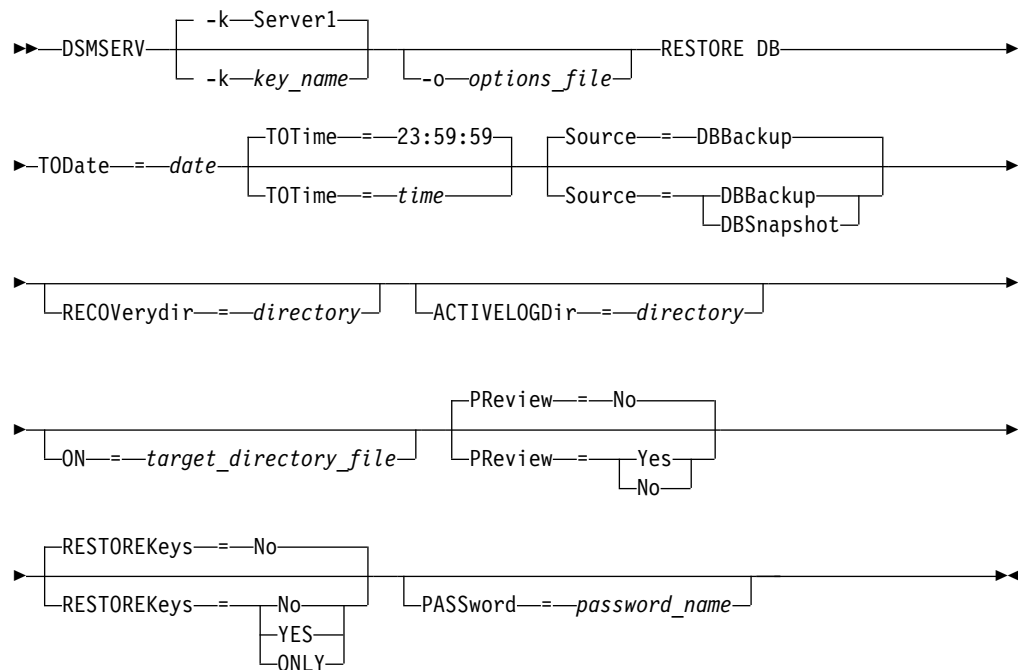 -k Server1
DSMSERV RESTORE DB
-k key_name -o options_file
TOTime = 23:59:59 Source = DBBackup
TODate = date
TOTime = time Source = DBBackup
DBSnapshot
RECOVerydir = directory ACTIVELOGDir = directory
PReview = No
ON = target_directory_file PReview = Yes
No
RESTOREKeys = No
RESTOREKeys = No PASSword = password_name
YES
ONLY